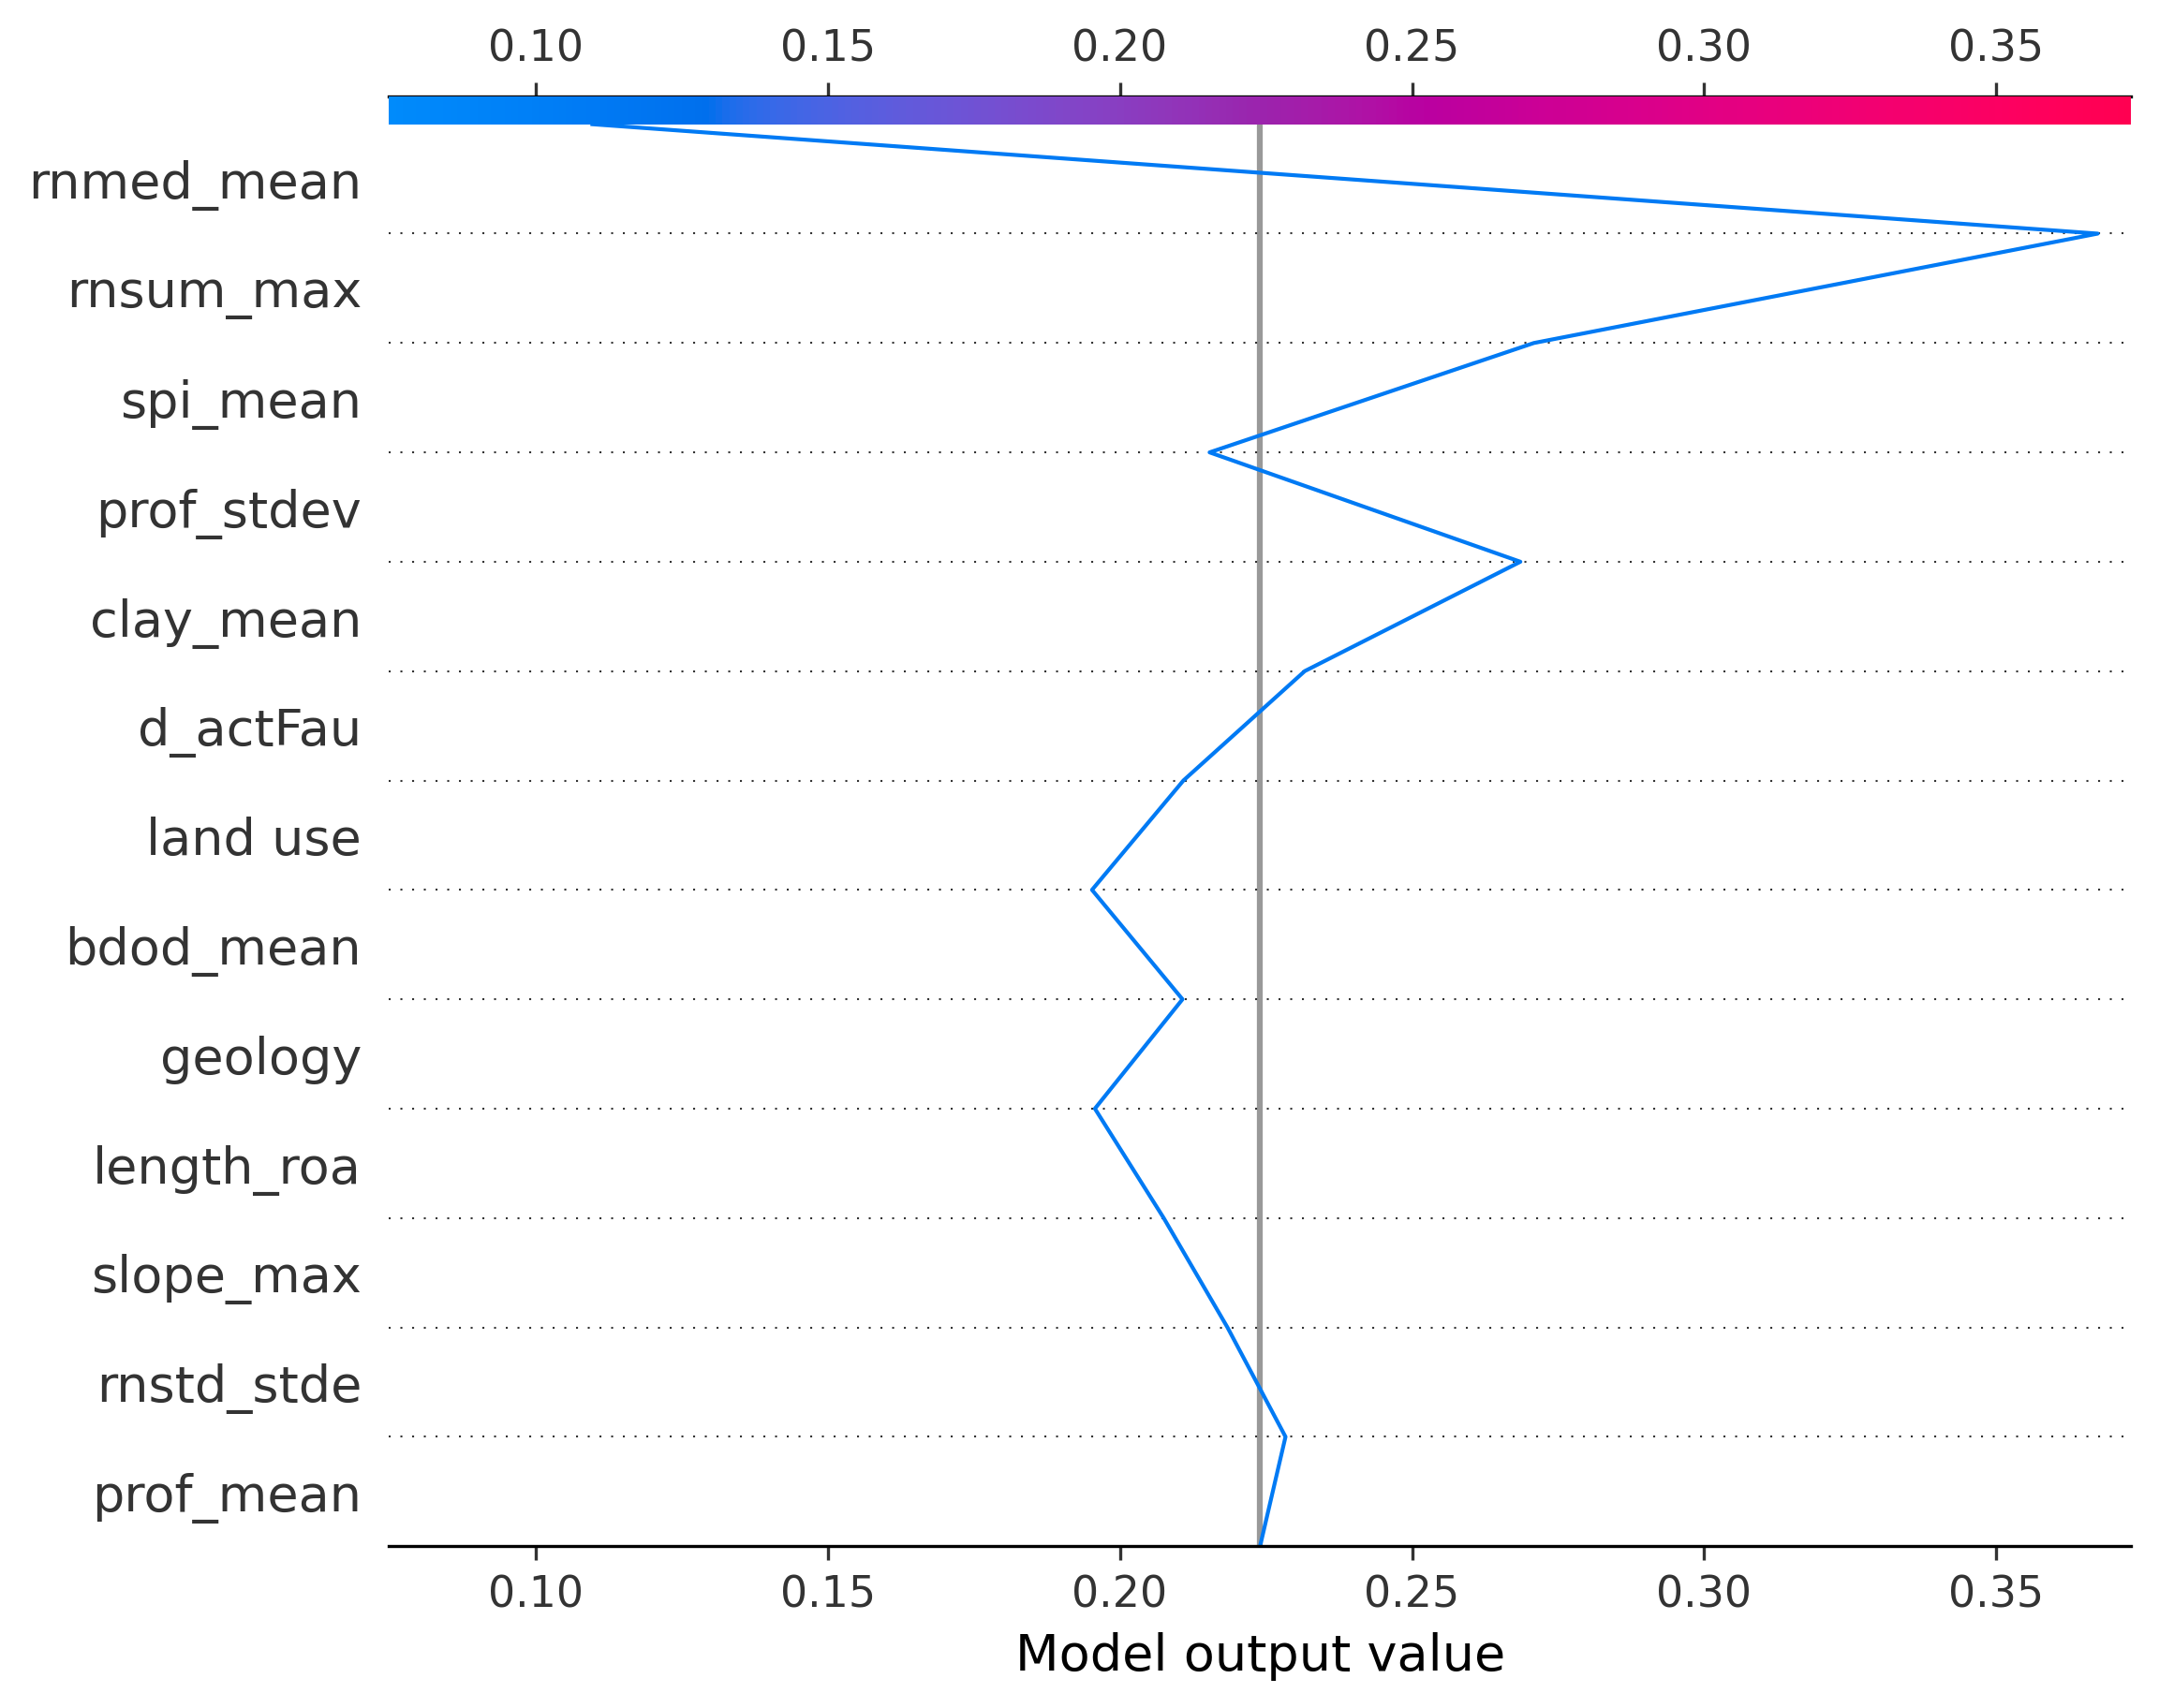 0.10 0.15 0.20 0.25 0.30 0.35
rnmed_mean
rnsum_max
spi_mean
prof_stdev
clay_mean
d_actFau
land use
bdod_mean
geology
length_roa
slope_max
rnstd_stde
prof_mean
0.10 0.15 0.20 0.25 0.30 0.35
Model output value